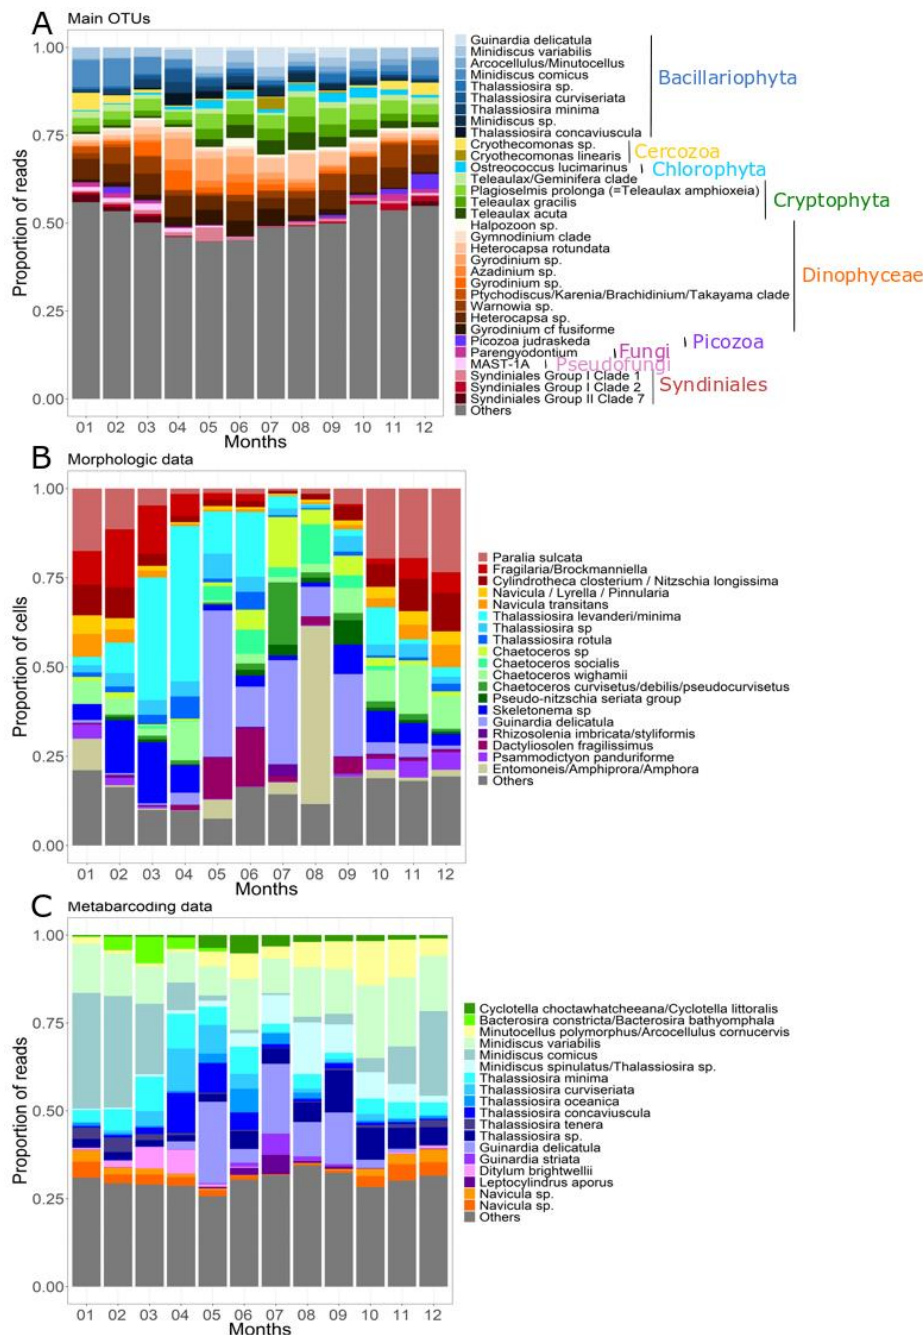 A
Main OTUs
1.00
0.75
0.50
0.25
0.00
Proportion of reads
01 02 03 04 05 06 07 08 09 10 11 12
Months
Guinardia delicatula
Minidiscus variabilis
Arcocellulus/Minutocellus
Minidiscus comicus
Thalassiosira sp.
Thalassiosira curviseriata
Thalassiosira minima
Minidiscus sp.
Thalassiosira concaviuscula
Cryothecomonas sp.
Cryothecomonas linearis
Ostreococcus lucimarinus
Teleaulax/Geminifera clade
Plagioselmis prolonga (=Teleaulax amphioxeia)
Teleaulax gracilis
Teleaulax acuta
Halpozoon sp.
Gymnodinium clade
Heterocapsa rotundata
Gyrodinium sp.
Azadinium sp.
Gyrodinium sp.
Ptychodiscus/Karenia/Brachidinium/Takayama clade
Warnowia sp.
Heterocapsa sp.
Gyrodinium cf fusiforme
Picozoa judraskeda
Parengyodontium
MAST-1A
Syndiniales Group I Clade 1
Syndiniales Group I Clade 2
Syndiniales Group II Clade 7
Others
Bacillariophyta
Cercozoa
Chlorophyta
Cryptophyta
Dinophyceae
Picozoa
Fungi
Pseudofungi
Syndiniales
B
Morphologic data
1.00
0.75
0.50
0.25
0.00
Proportion of cells
01 02 03 04 05 06 07 08 09 10 11 12
Months
Paralia sulcata
Fragilaria/Brockmanniella
Cylindrotheca closterium / Nitzschia longissima
Navicula / Lyrella / Pinnularia
Navicula transitans
Thalassiosira levanderi/minima
Thalassiosira sp
Thalassiosira rotula
Chaetoceros sp
Chaetoceros socialis
Chaetoceros wighamii
Chaetoceros curvisetus/debilis/pseudocurvisetus
Pseudo-nitzschia seriata group
Skeletonema sp
Guinardia delicatula
Rhizosolenia imbricata/styliformis
Dactyliosolen fragilissimus
Psammodictyon panduriforme
Entomoneis/Amphiprora/Amphora
Others
C
Metabarcoding data
1.00
0.75
0.50
0.25
0.00
Proportion of reads
01 02 03 04 05 06 07 08 09 10 11 12
Months
Cyclotella choctawhatcheeana/Cyclotella littoralis
Bacterosira constricta/Bacterosira bathyomphala
Minutocellus polymorphus/Arcocellulus cornucervis
Minidiscus variabilis
Minidiscus comicus
Minidiscus spinulatus/Thalassiosira sp.
Thalassiosira minima
Thalassiosira curviseriata
Thalassiosira oceanica
Thalassiosira concaviuscula
Thalassiosira tenera
Thalassiosira sp.
Guinardia delicatula
Guinardia striata
Ditylum brightwellii
Leptocylindrus aporus
Navicula sp.
Navicula sp.
Others